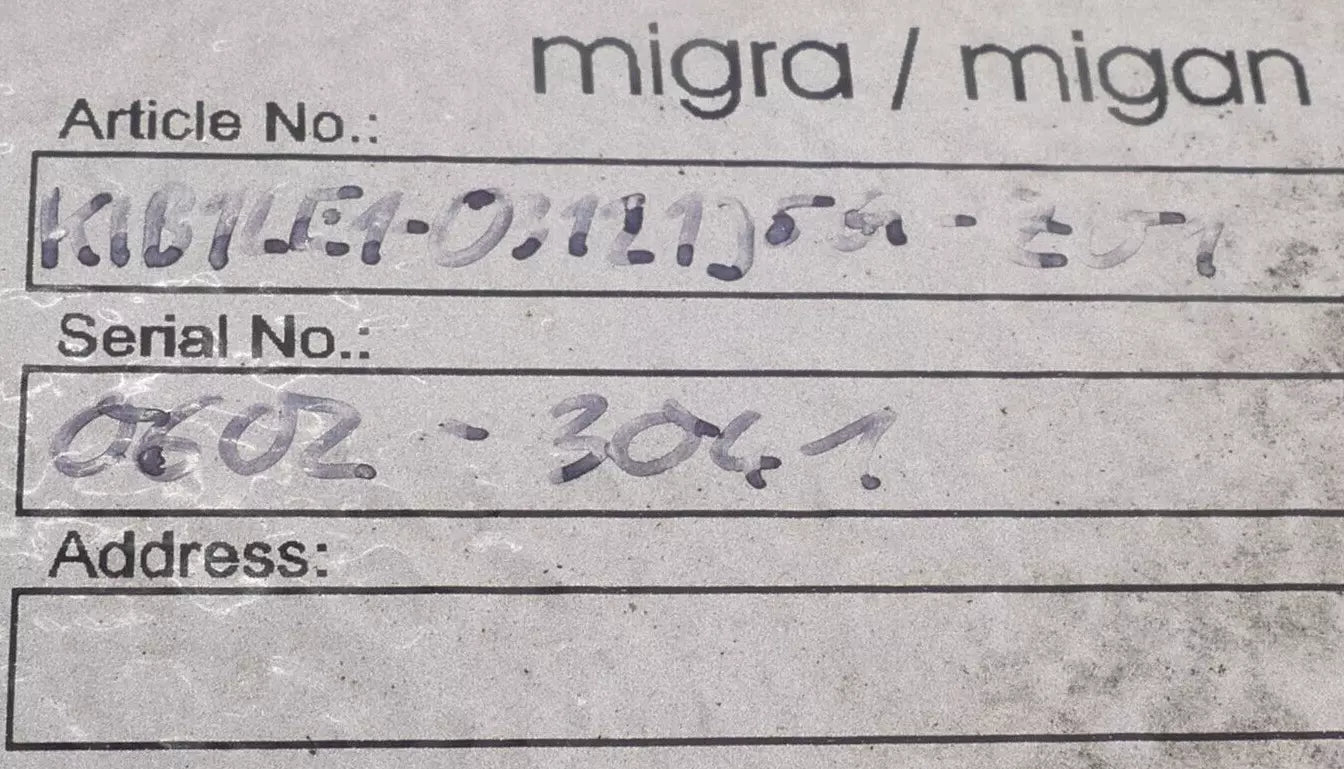 migra / migan
Article No.:
Serial No.:
0602 - 3041
Address: